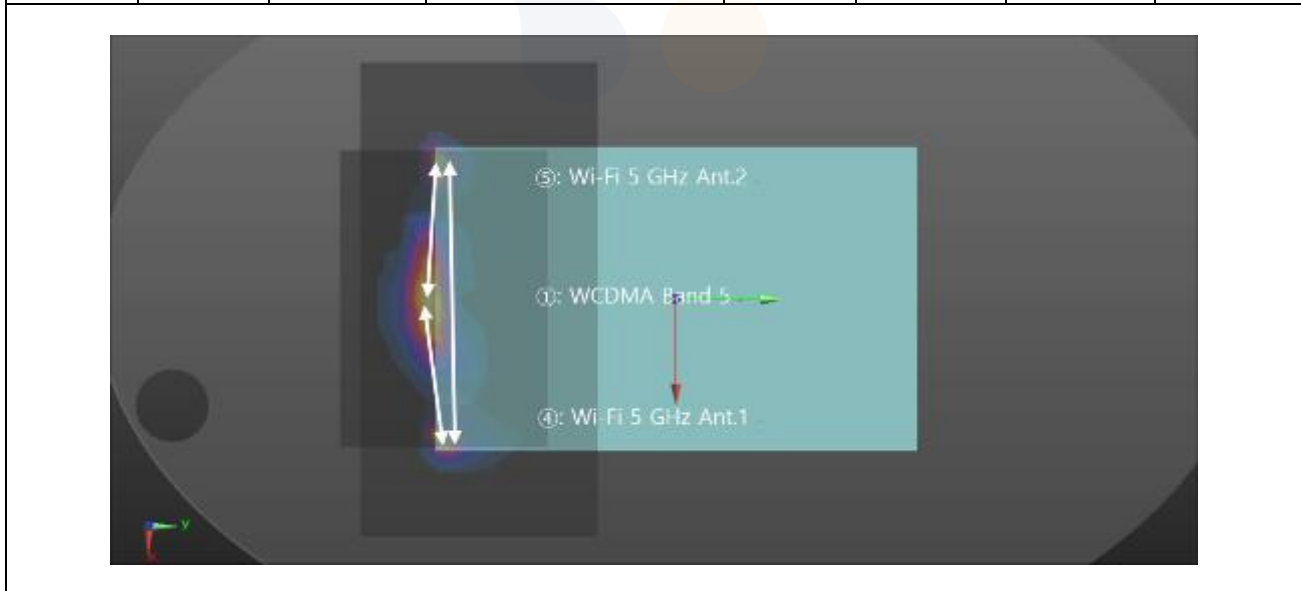 ⑤: Wi-Fi 5 GHz Ant.2
①: WCDMA Band 5
④: Wi-Fi 5 GHz Ant.1
y
x